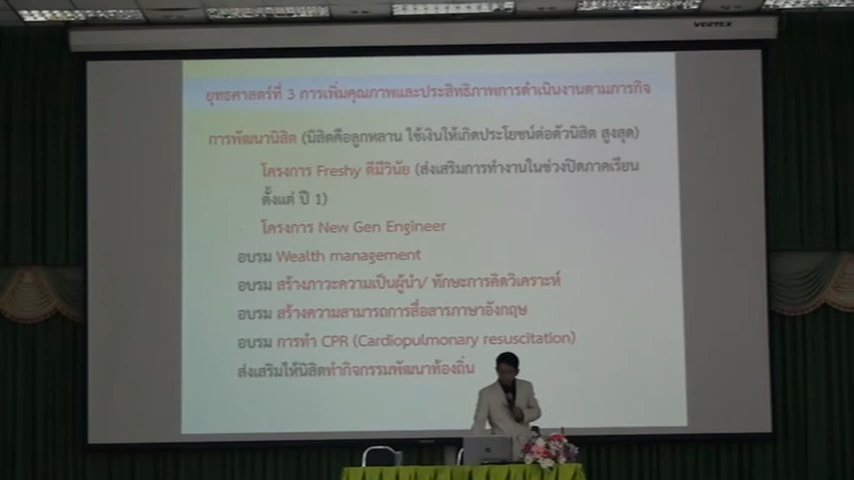 VERTEX
ยุทธศาสตร์ที่ 3 การเพิ่มคุณภาพและประสิทธิภาพการดำเนินงานตามภารกิจ
การพัฒนานิสิต (นิสิตคือลูกหลาน ใช้เงินให้เกิดประโยชน์ต่อตัวนิสิต สูงสุด)
โครงการ Freshy ดีมีวินัย (ส่งเสริมการทำงานในช่วงปิดภาคเรียน
ตั้งแต่ ปี 1)
โครงการ New Gen Engineer
อบรม Wealth management
อบรม สร้างภาวะความเป็นผู้นำ/ ทักษะการคิดวิเคราะห์
อบรม สร้างความสามารถการสื่อสารภาษาอังกฤษ
อบรม การทำ CPR (Cardiopulmonary resuscitation)
ส่งเสริมให้นิสิตทำกิจกรรมพัฒนาท้องถิ่น